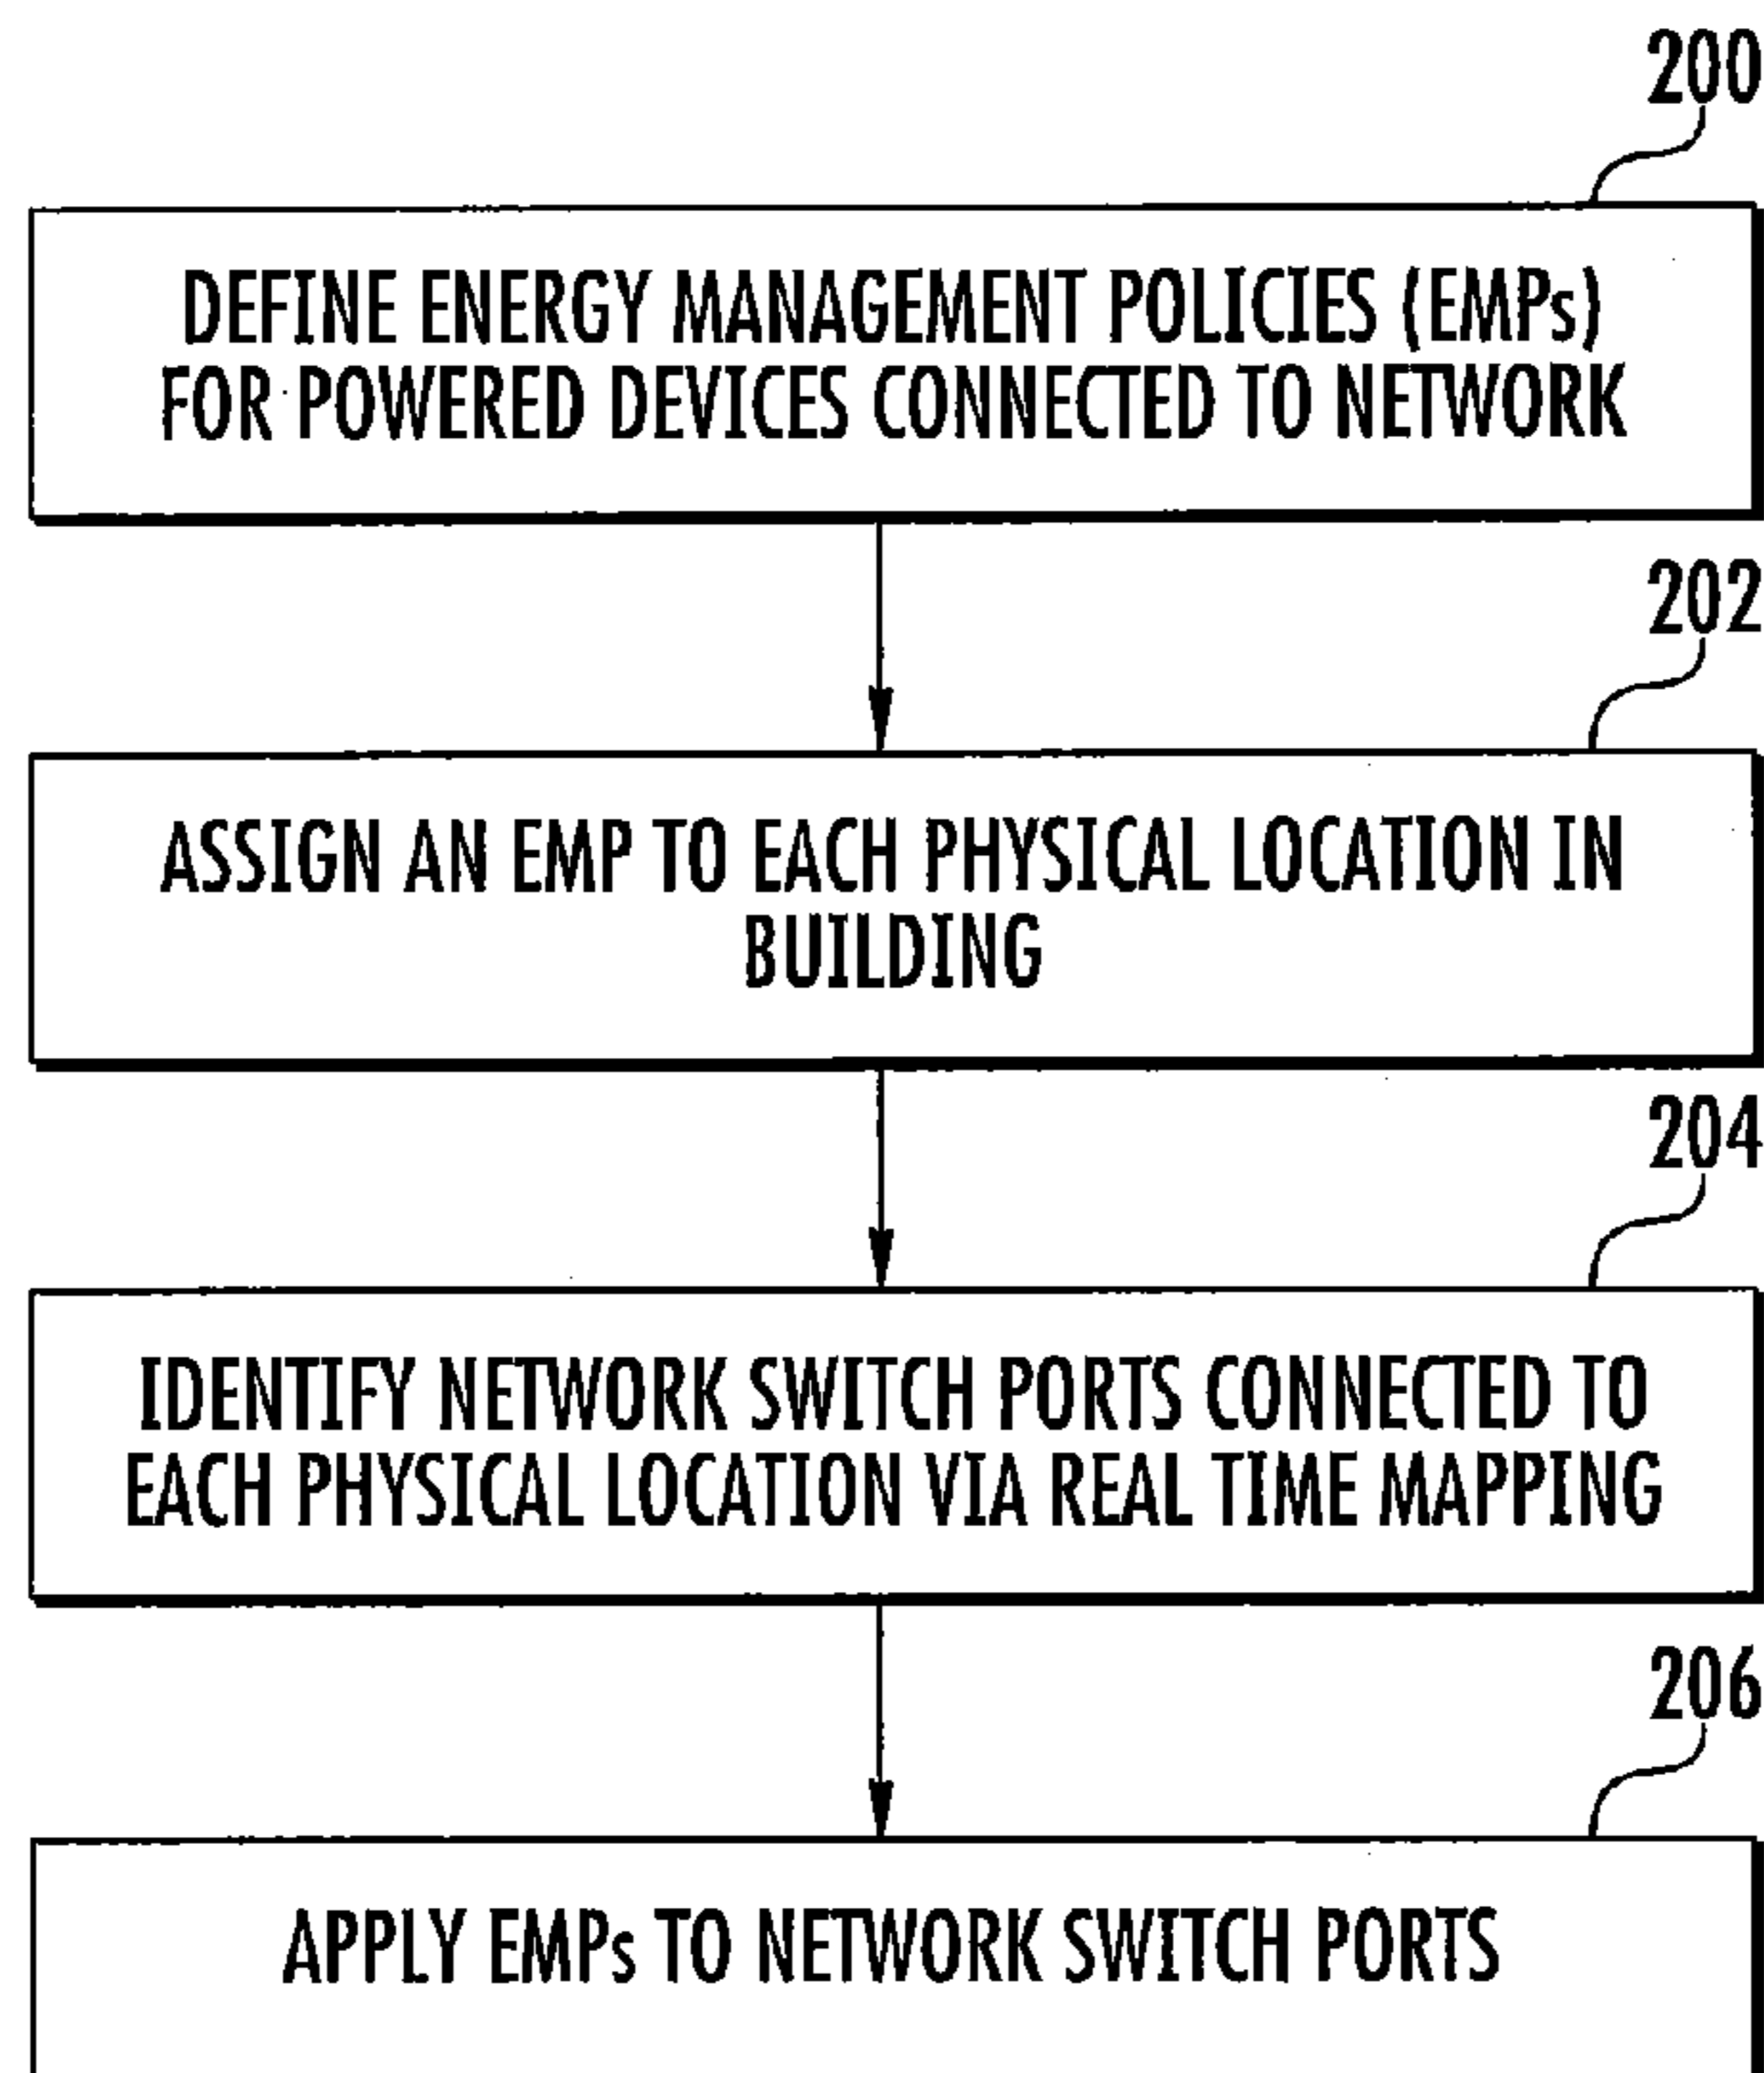 200
DEFINE ENERGY MANAGEMENT POLICIES (EMPs)
FOR POWERED DEVICES CONNECTED TO NETWORK
202
ASSIGN AN EMP TO EACH PHYSICAL LOCATION IN
BUILDING
204
IDENTIFY NETWORK SWITCH PORTS CONNECTED TO
EACH PHYSICAL LOCATION VIA REAL TIME MAPPING
206
APPLY EMPs TO NETWORK SWITCH PORTS